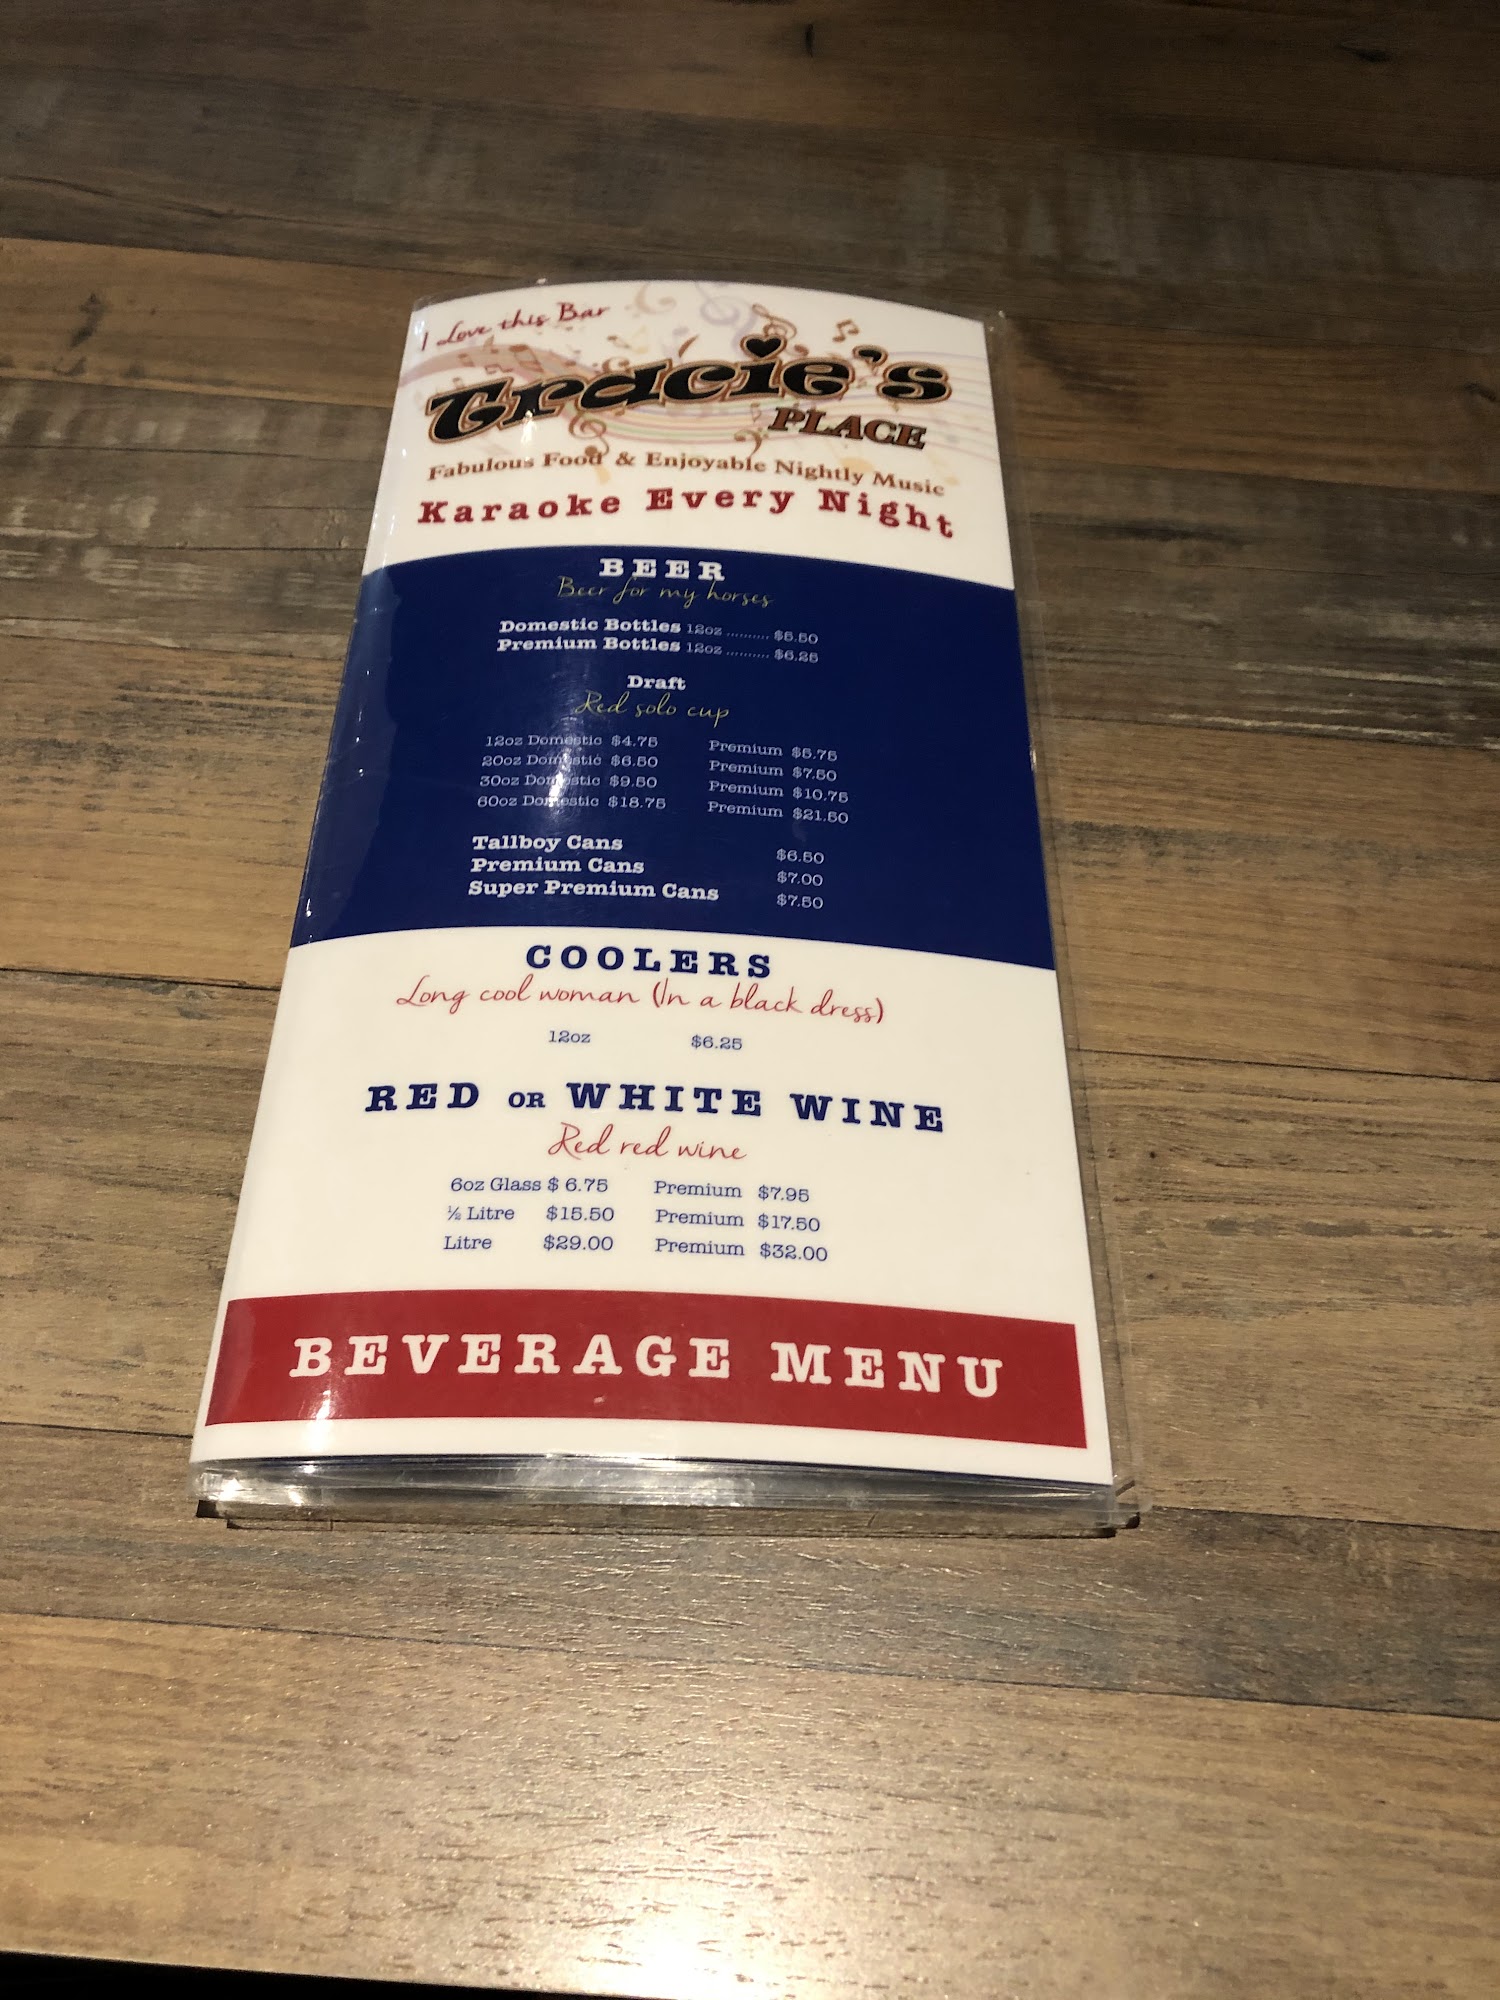 I Love this Bar
Gracie's
PLACE
Fabulous Food & Enjoyable Nightly Music
Karaoke Every Night
BEER
Beer for my horses
Domestic Bottles 12oz .......... $5.50
Premium Bottles 12oz .......... $6.25
Draft
Red solo cup
12oz Domestic $4.75 Premium $5.75
20oz Domestic $6.50 Premium $7.50
30oz Domestic $9.50 Premium $10.75
60oz Domestic $18.75 Premium $21.50
Tallboy Cans $6.50
Premium Cans $7.00
Super Premium Cans $7.50
COOLERS
Long cool woman (In a black dress)
12oz $6.25
RED OR WHITE WINE
Red red wine
6oz Glass $ 6.75 Premium $7.95
½ Litre $15.50 Premium $17.50
Litre $29.00 Premium $32.00
BEVERAGE MENU